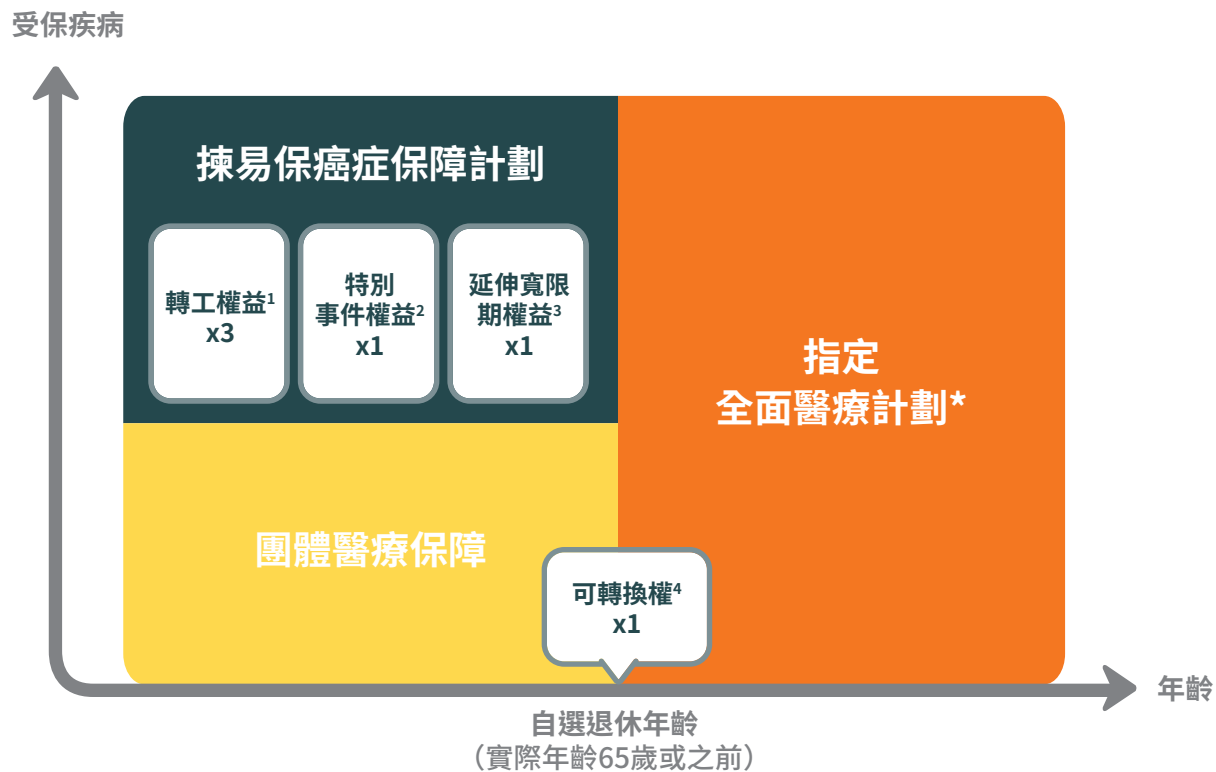 受保疾病
揀易保癌症保障計劃
轉工權益1
x3
特別
事件權益2
x1
延伸寬限
期權益3
x1
指定
全面醫療計劃*
團體醫療保障
可轉換權4
x1
年齡
自選退休年齡
（實際年齡65歲或之前）